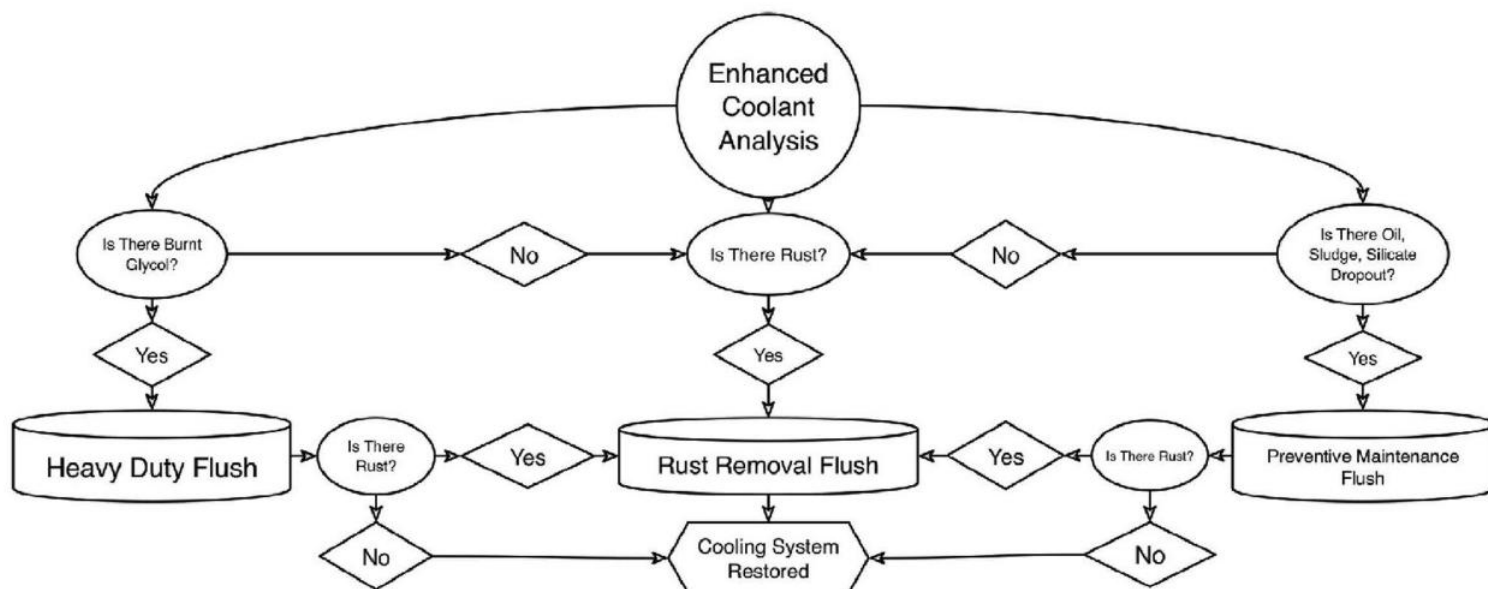 Enhanced
Coolant
Analysis
Is There Burnt
Glycol?
No
Is There Rust?
No
Is There Oil,
Sludge, Silicate
Dropout?
Yes
Yes
Yes
Heavy Duty Flush
Is There
Rust?
Yes
Rust Removal Flush
Yes
Is There Rust?
Preventive Maintenance
Flush
No
Cooling System
Restored
No